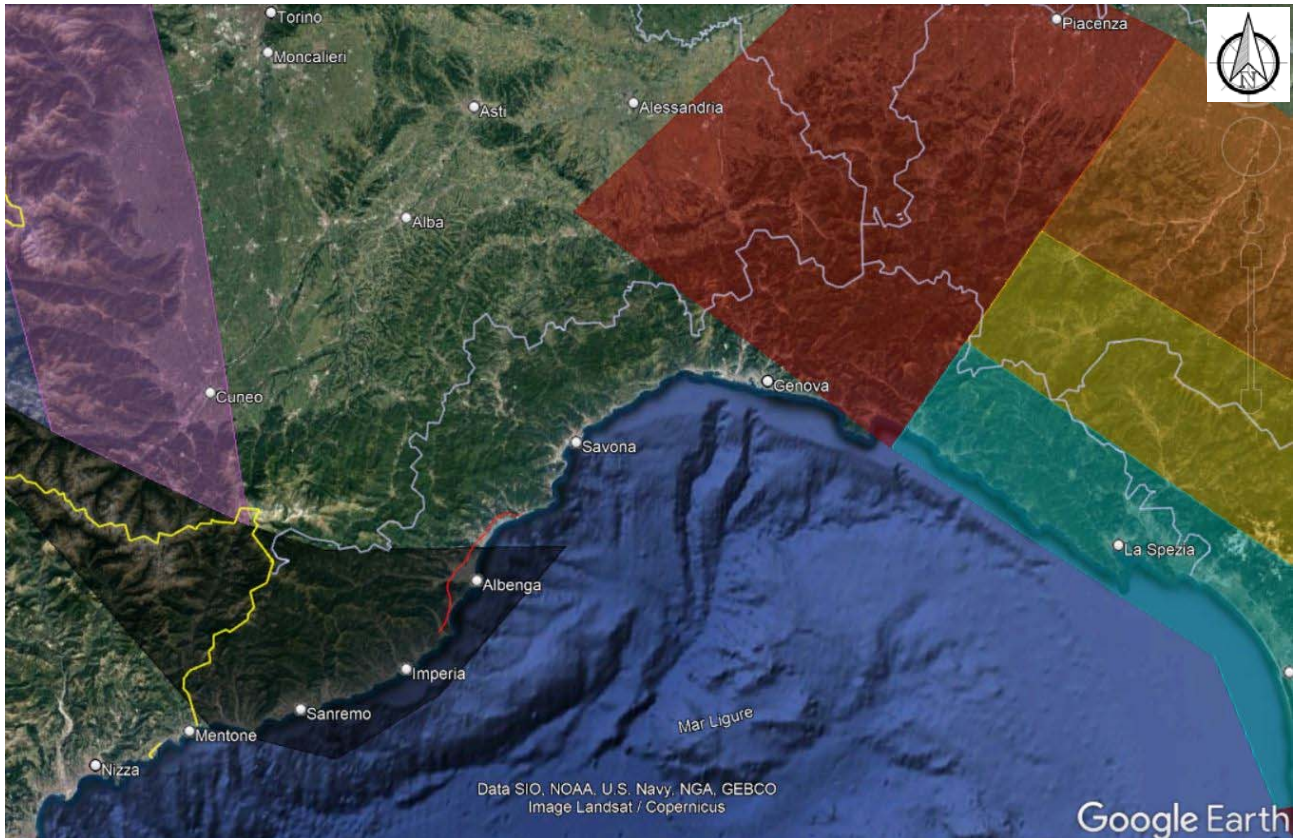 Torino
Piacenza
N
Moncalieri
Asti
Alessandria
Alba
Cuneo
Genova
Savona
La Spezia
Albenga
Imperia
Sanremo
Mar Ligure
Mentone
Nizza
Data SIO, NOAA, U.S. Navy, NGA, GEBCO
Image Landsat / Copernicus
Google Earth